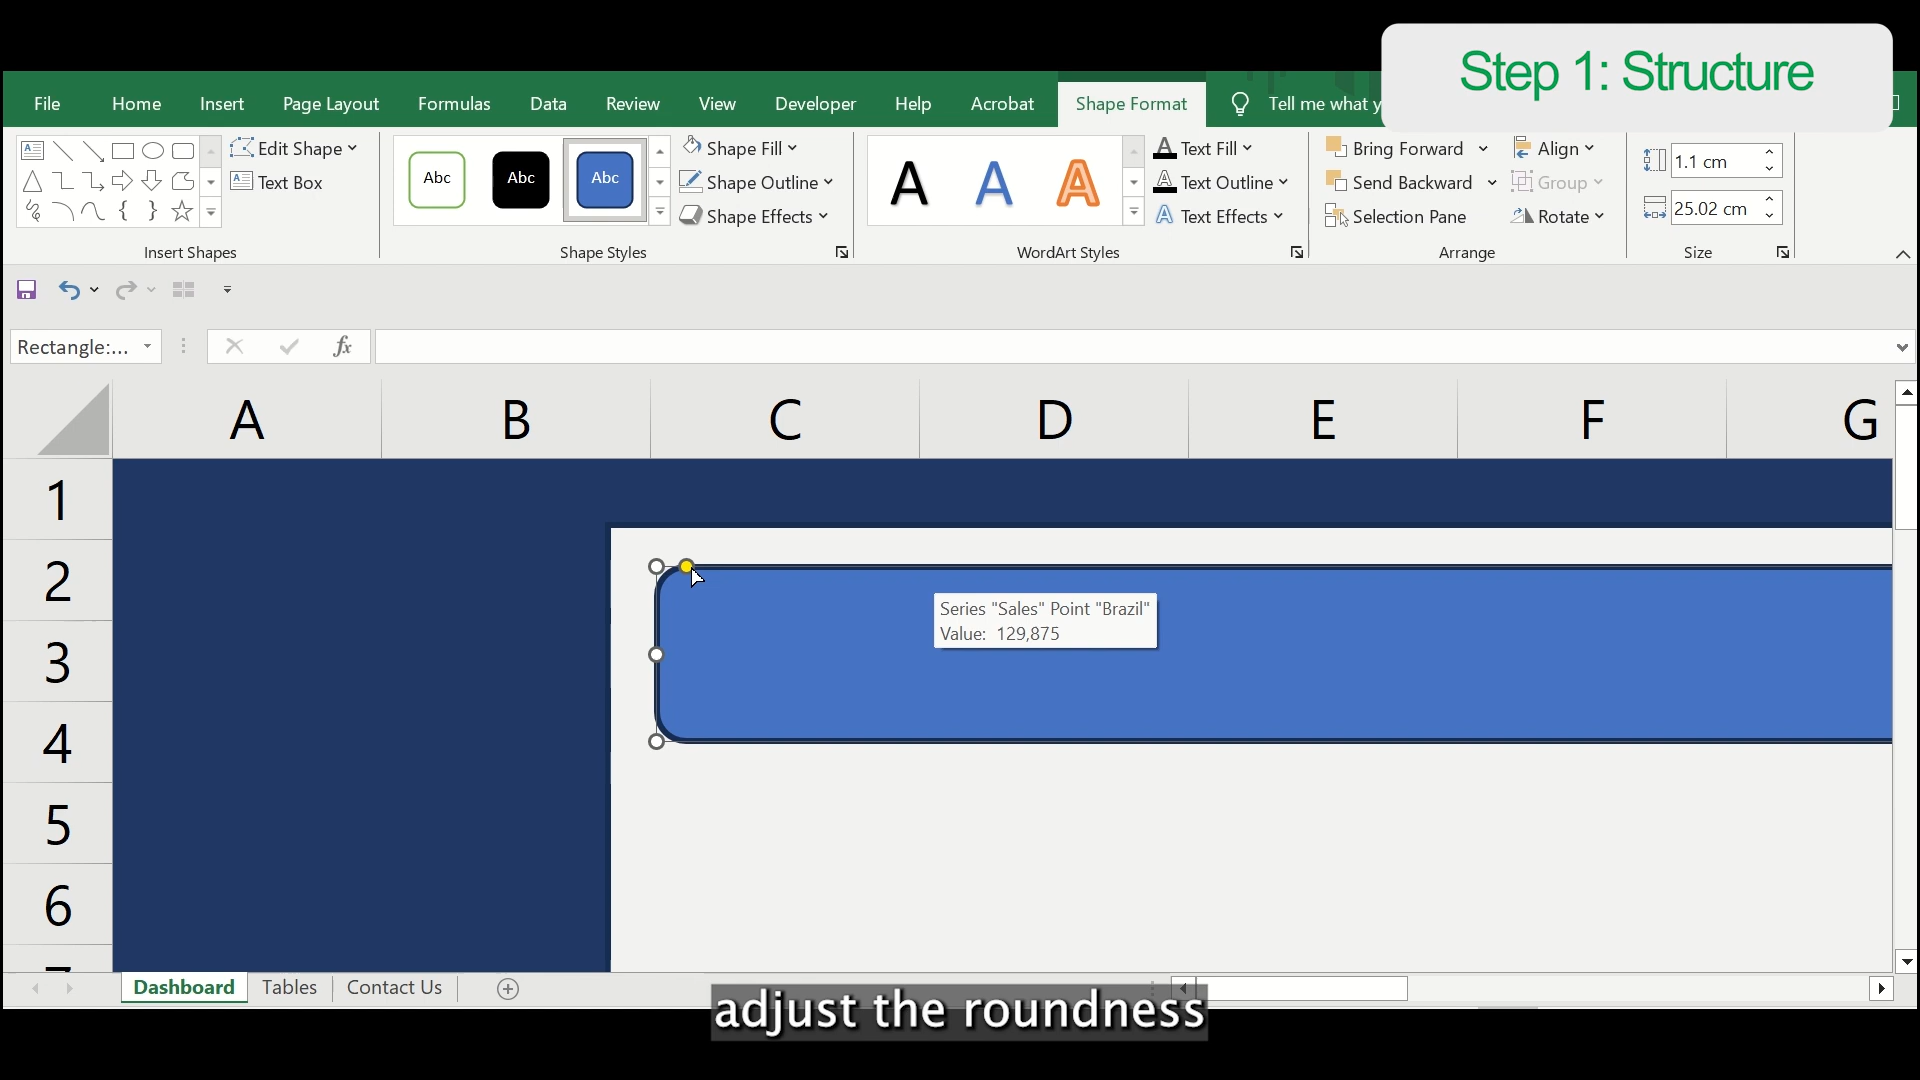 Step 1: Structure
File Home Insert Page Layout Formulas Data Review View Developer Help Acrobat Shape Format Tell me what y
Edit Shape
Text Box
Insert Shapes
Abc Abc Abc
Shape Fill
Shape Outline
Shape Effects
Shape Styles
A A A
Text Fill
Text Outline
Text Effects
WordArt Styles
Bring Forward
Send Backward
Selection Pane
Align
Group
Rotate
Arrange
1.1 cm
25.02 cm
Size
Rectangle:... fx
A B C D E F G
1
2
3
4
5
6
Series "Sales" Point "Brazil"
Value: 129,875
Dashboard Tables Contact Us
adjust the roundness